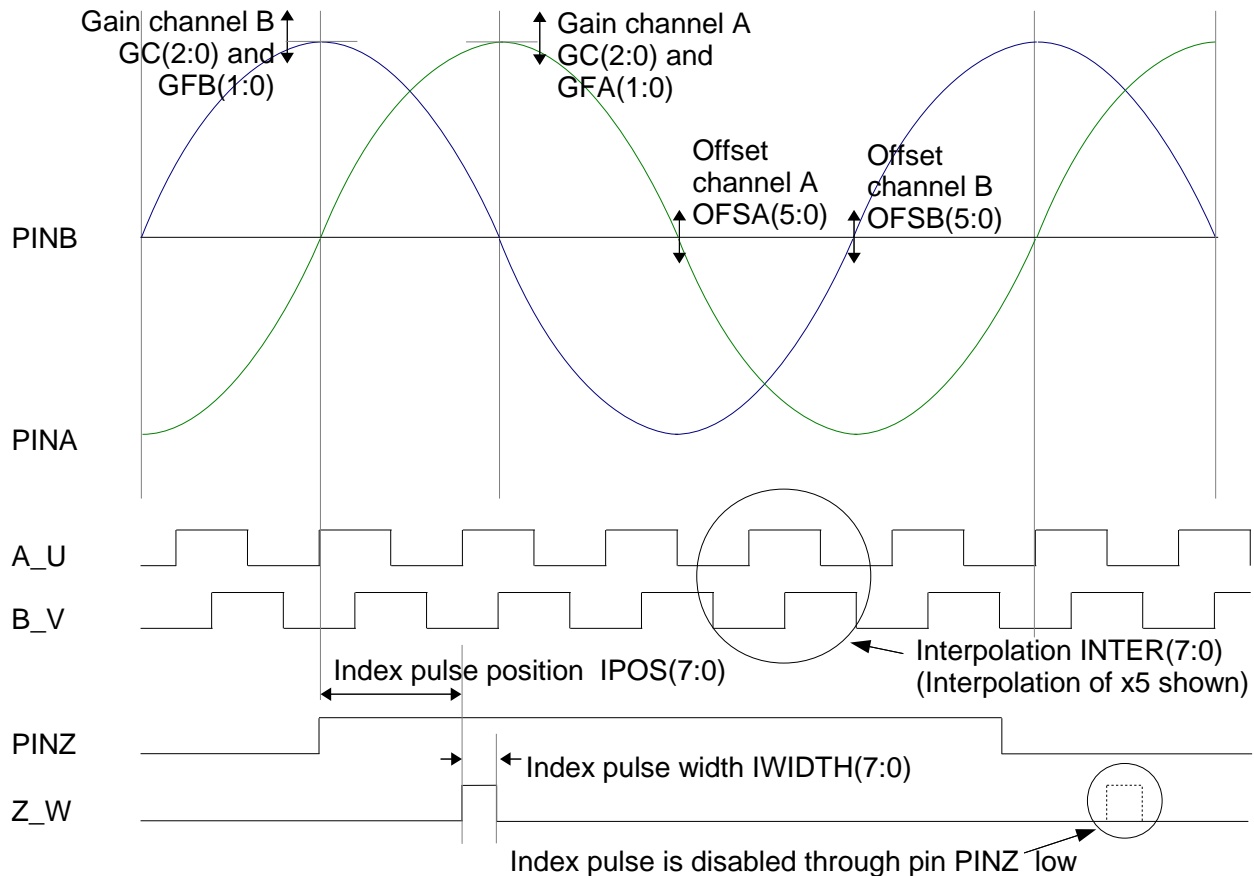 Gain channel B
GC(2:0) and
GFB(1:0)
Gain channel A
GC(2:0) and
GFA(1:0)
Offset
channel A
OFSA(5:0)
Offset
channel B
OFSB(5:0)
PINB
PINA
A_U
B_V
Interpolation INTER(7:0)
(Interpolation of x5 shown)
Index pulse position IPOS(7:0)
PINZ
Index pulse width IWIDTH(7:0)
Z_W
Index pulse is disabled through pin PINZ low